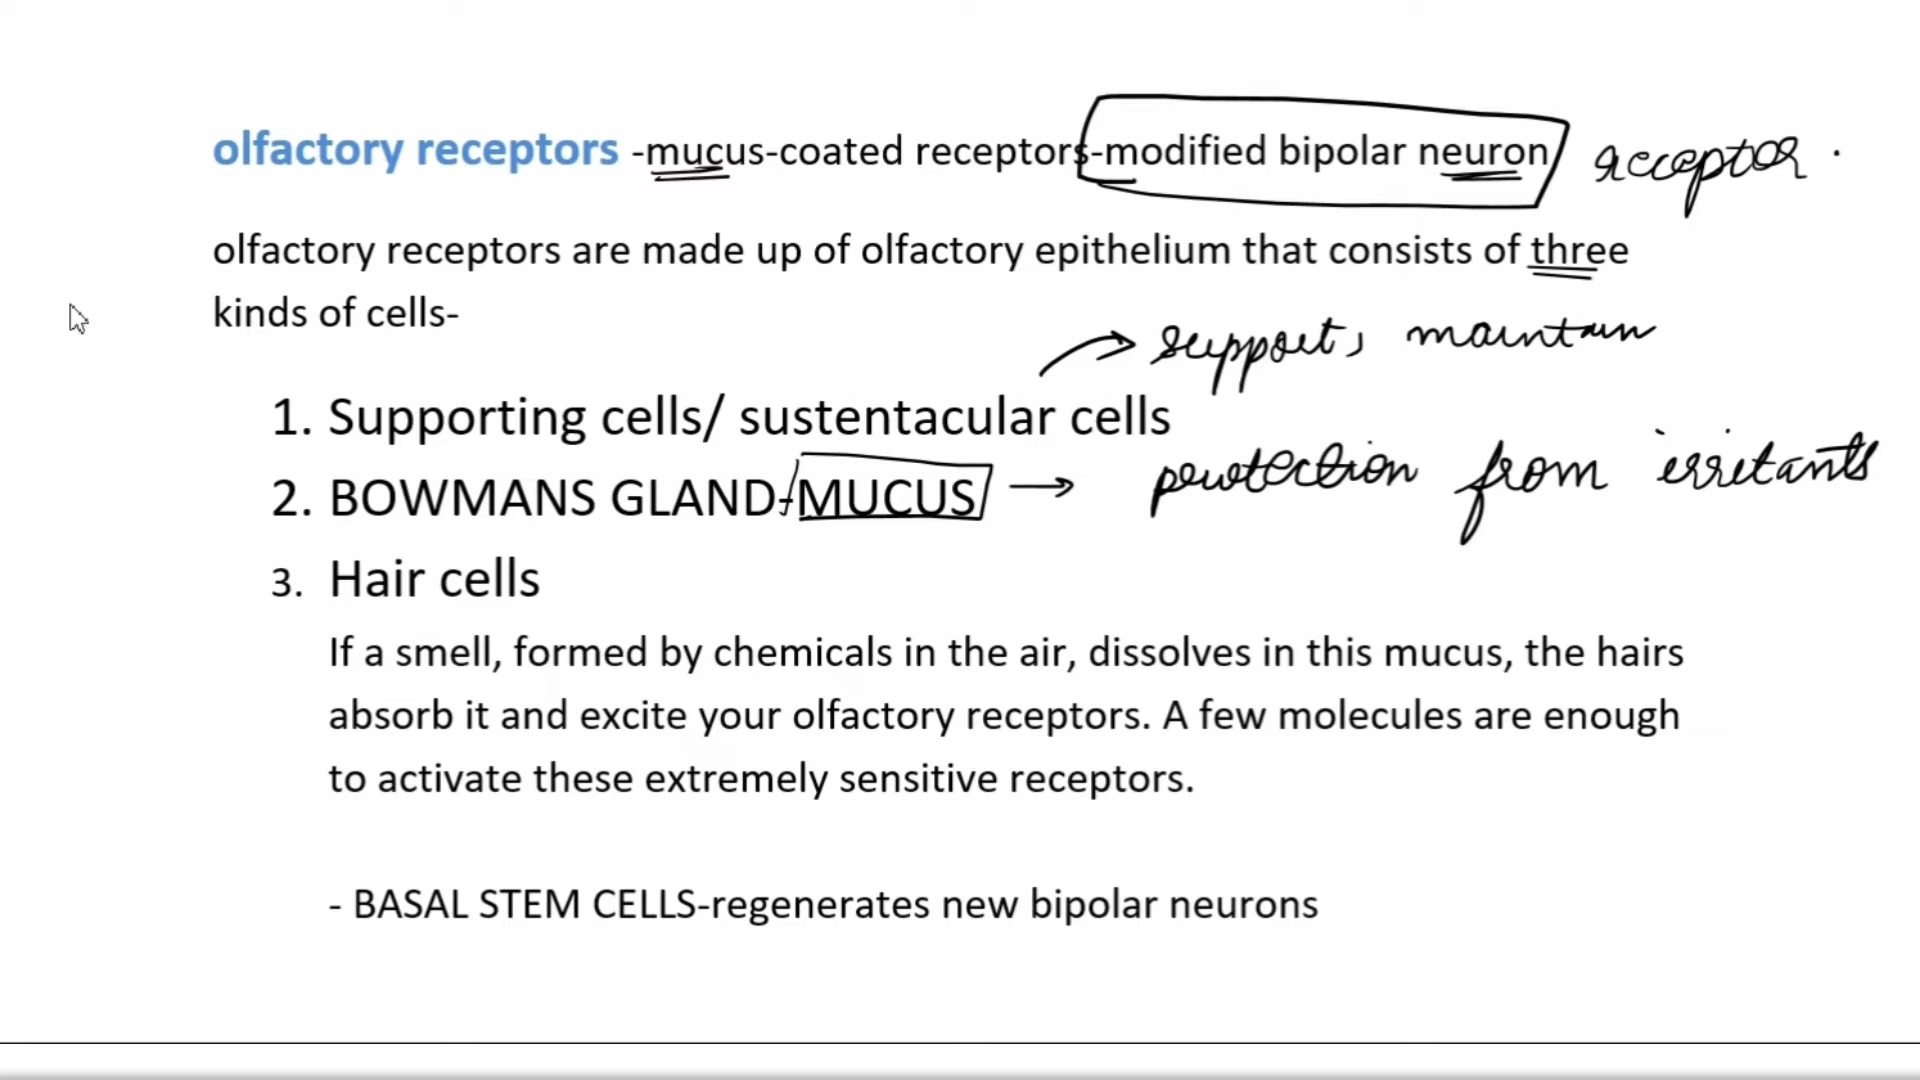 olfactory receptors -mucus-coated receptors-modified bipolar neuron receptor.
olfactory receptors are made up of olfactory epithelium that consists of three
kinds of cells-
support, maintain
1. Supporting cells/ sustentacular cells
2. BOWMANS GLAND-MUCUS → protection from irritants
3. Hair cells
If a smell, formed by chemicals in the air, dissolves in this mucus, the hairs
absorb it and excite your olfactory receptors. A few molecules are enough
to activate these extremely sensitive receptors.
- BASAL STEM CELLS-regenerates new bipolar neurons